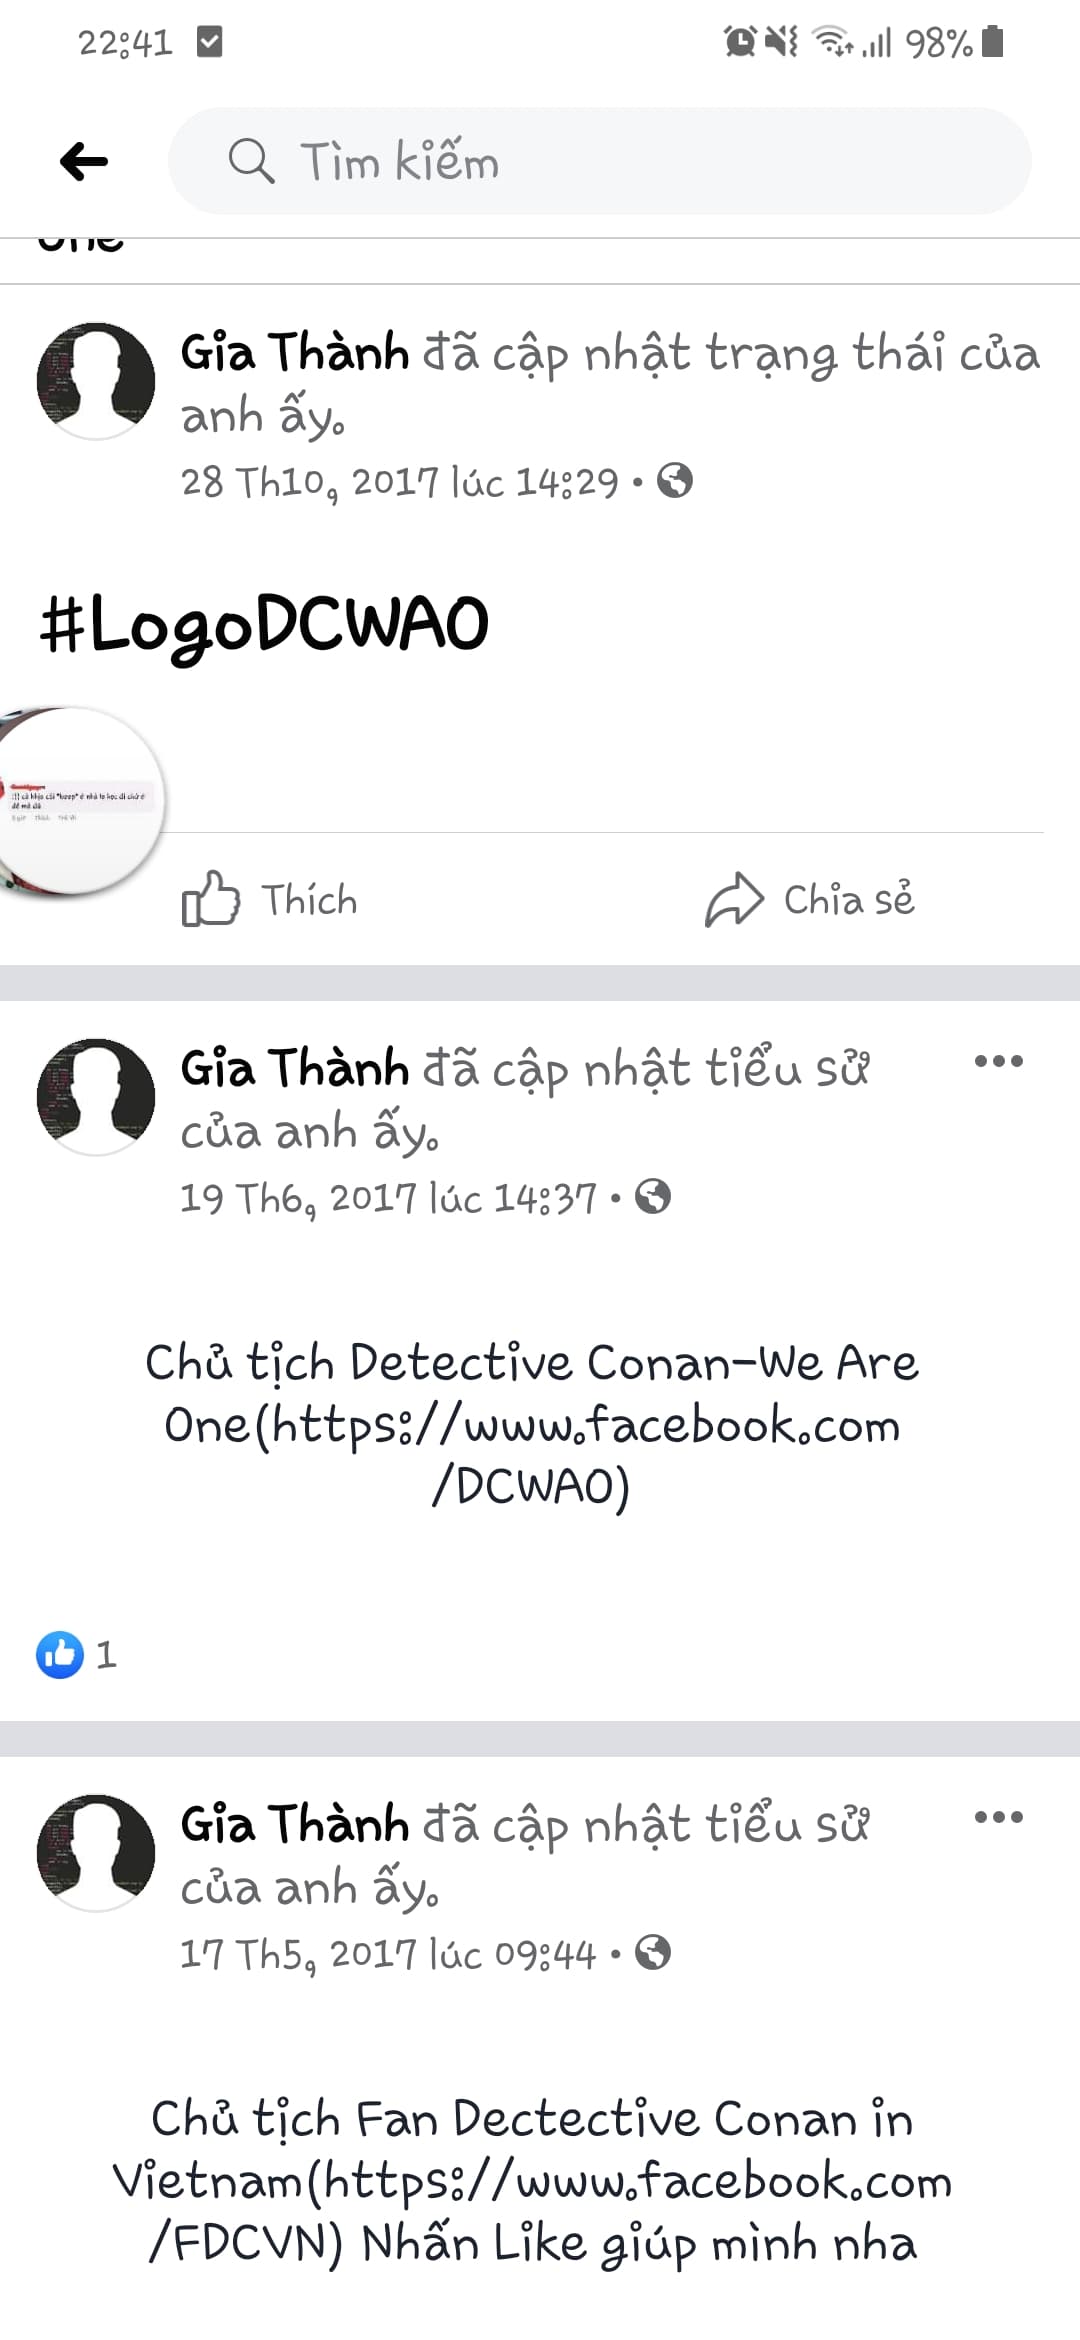 22:41
98%
Tìm kiếm
One
Gia Thành đã cập nhật trạng thái của
anh ấy.
28 Th10, 2017 lúc 14:29 •
#LogoDCWAO
Thích
Chia sẻ
Gia Thành đã cập nhật tiểu sử
của anh ấy.
19 Th6, 2017 lúc 14:37 •
Chủ tịch Detective Conan-We Are
One(https://www.facebook.com
/DCWAO)
1
Gia Thành đã cập nhật tiểu sử
của anh ấy.
17 Th5, 2017 lúc 09:44 •
Chủ tịch Fan Dectective Conan in
Vietnam(https://www.facebook.com
/FDCVN) Nhấn Like giúp mình nha